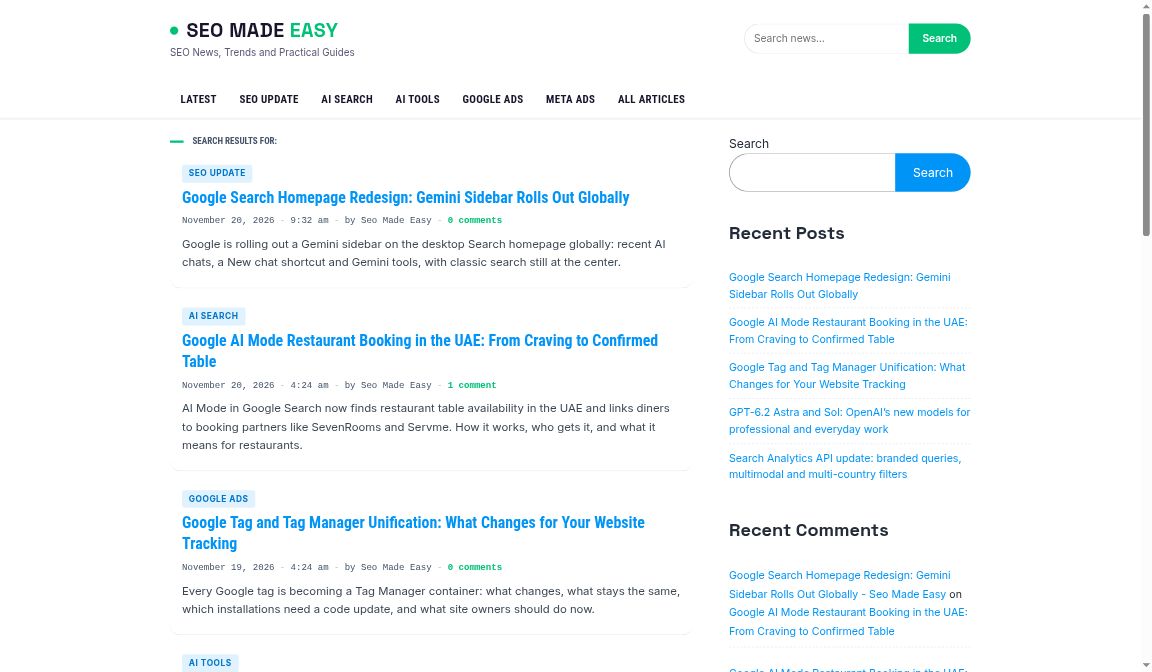 SEO MADE EASY
SEO News, Trends and Practical Guides
Search news...
Search
LATEST
SEO UPDATE
AI SEARCH
AI TOOLS
GOOGLE ADS
META ADS
ALL ARTICLES
SEARCH RESULTS FOR:
SEO UPDATE
Google Search Homepage Redesign: Gemini Sidebar Rolls Out Globally
November 20, 2026 - 9:32 am - by Seo Made Easy - 0 comments
Google is rolling out a Gemini sidebar on the desktop Search homepage globally: recent AI
chats, a New chat shortcut and Gemini tools, with classic search still at the center.
AI SEARCH
Google AI Mode Restaurant Booking in the UAE: From Craving to Confirmed
Table
November 20, 2026 - 4:24 am - by Seo Made Easy - 1 comment
AI Mode in Google Search now finds restaurant table availability in the UAE and links diners
to booking partners like SevenRooms and Servme. How it works, who gets it, and what it
means for restaurants.
GOOGLE ADS
Google Tag and Tag Manager Unification: What Changes for Your Website
Tracking
November 19, 2026 - 4:24 am - by Seo Made Easy - 0 comments
Every Google tag is becoming a Tag Manager container: what changes, what stays the same,
which installations need a code update, and what site owners should do now.
AI TOOLS
Search
Search
Recent Posts
Google Search Homepage Redesign: Gemini
Sidebar Rolls Out Globally
Google AI Mode Restaurant Booking in the UAE:
From Craving to Confirmed Table
Google Tag and Tag Manager Unification: What
Changes for Your Website Tracking
GPT-6.2 Astra and Sol: OpenAI's new models for
professional and everyday work
Search Analytics API update: branded queries,
multimodal and multi-country filters
Recent Comments
Google Search Homepage Redesign: Gemini
Sidebar Rolls Out Globally - Seo Made Easy on
Google AI Mode Restaurant Booking in the UAE:
From Craving to Confirmed Table